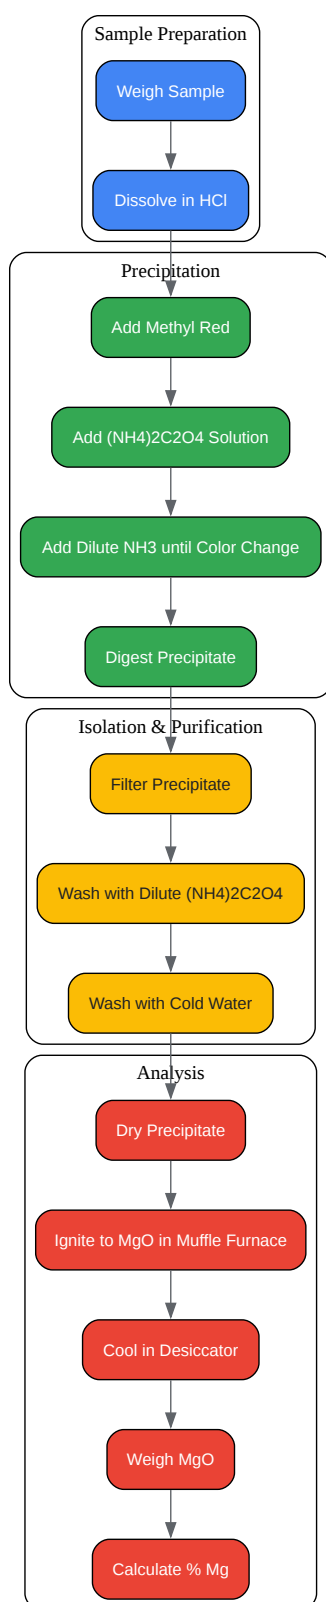 Sample Preparation
Weigh Sample
Dissolve in HCl
Precipitation
Add Methyl Red
Add (NH4)2C2O4 Solution
Add Dilute NH3 until Color Change
Digest Precipitate
Isolation & Purification
Filter Precipitate
Wash with Dilute (NH4)2C2O4
Wash with Cold Water
Analysis
Dry Precipitate
Ignite to MgO in Muffle Furnace
Cool in Desiccator
Weigh MgO
Calculate % Mg